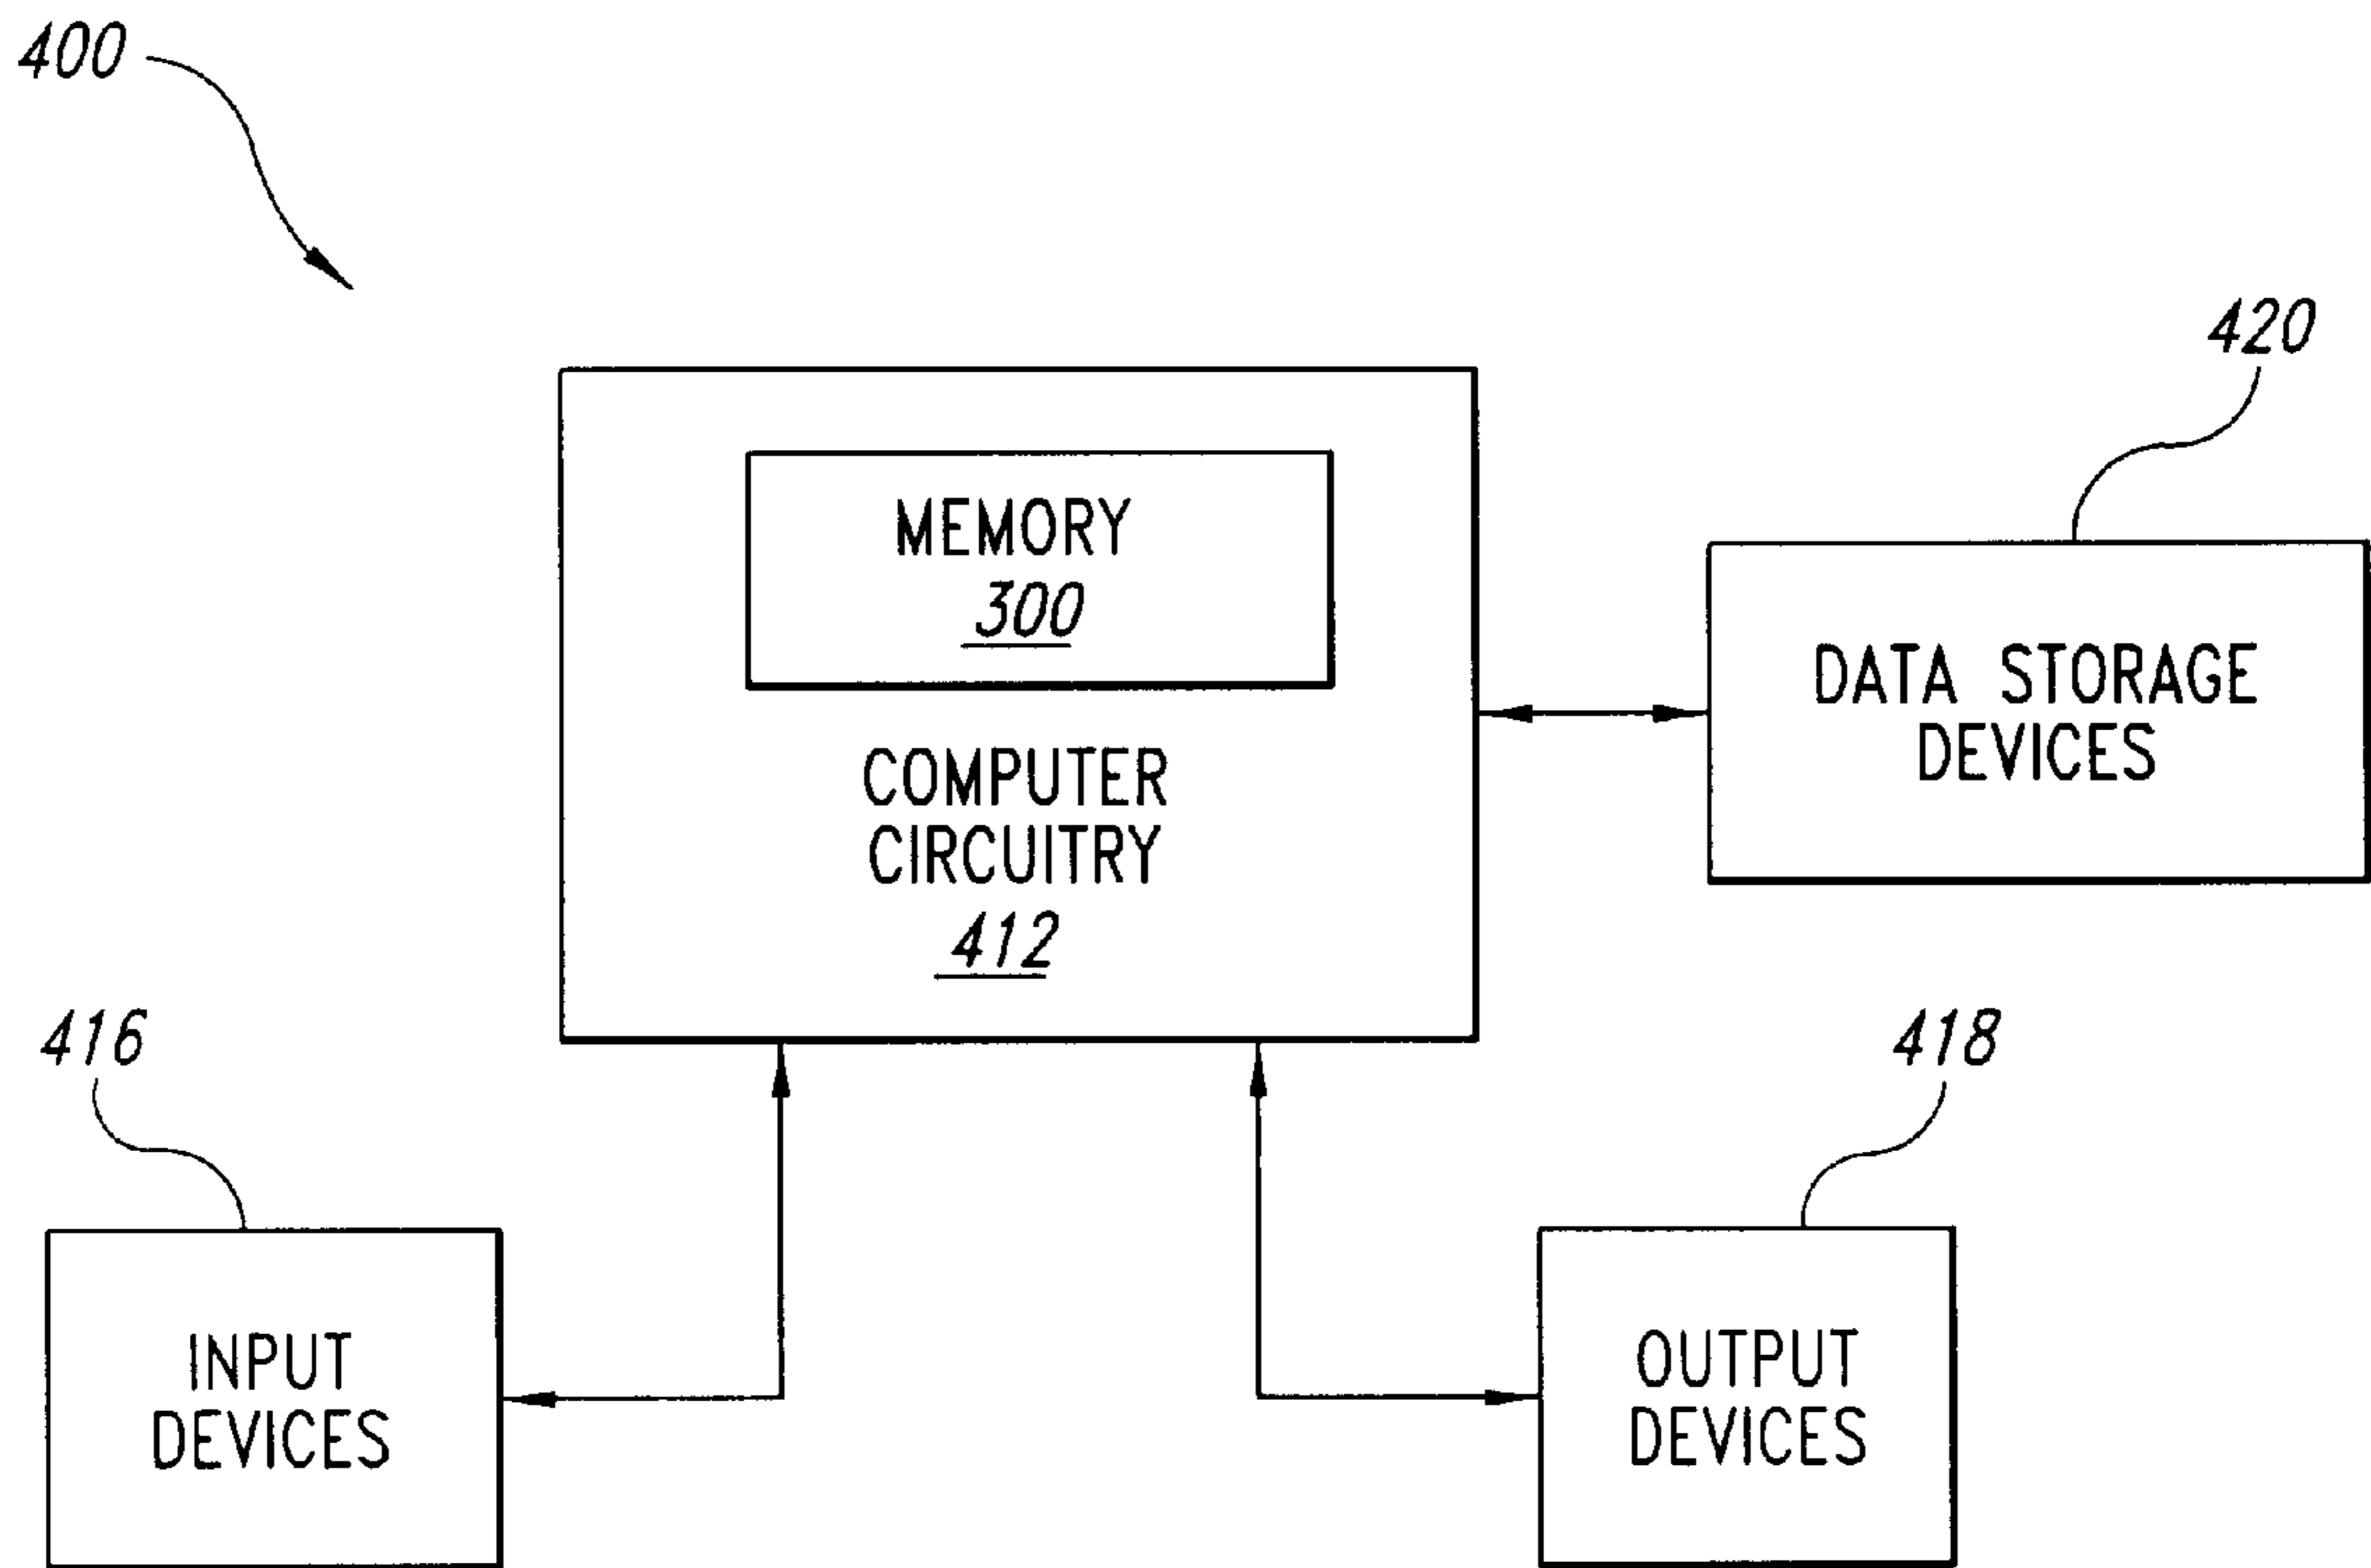 400
420
MEMORY
300
DATA STORAGE
DEVICES
COMPUTER
CIRCUITRY
412
416
418
INPUT
DEVICES
OUTPUT
DEVICES